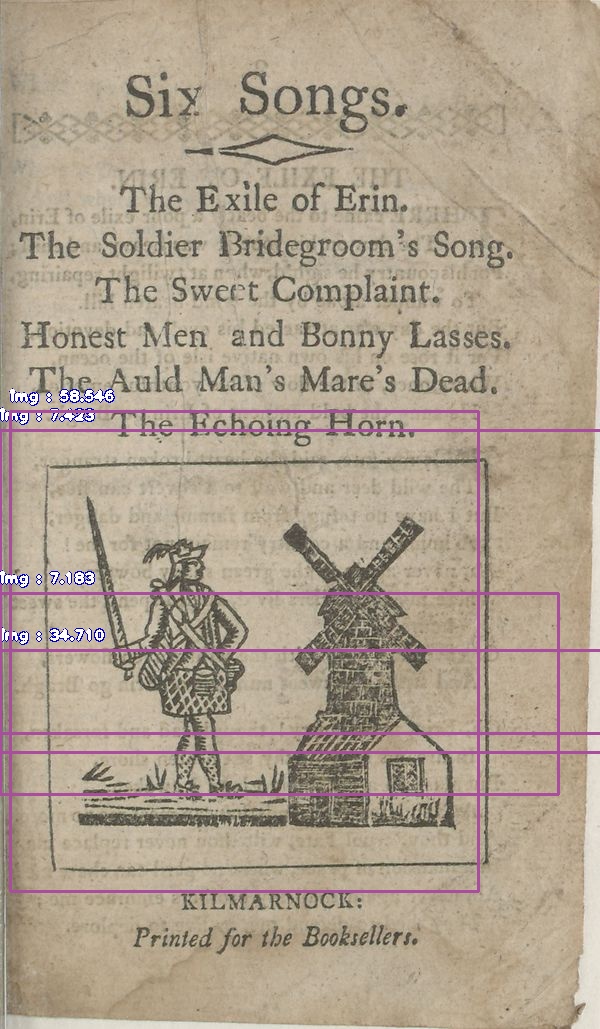 Six Songs.
The Exile of Erin.
The Soldier Bridegroom's Song.
The Sweet Complaint.
Honest Men and Bonny Lasses.
The Auld Man's Mare's Dead.
Img : 58.546
Img : 7.423
The Echoing Horn.
Img : 7.183
Img : 34.710
KILMARNOCK:
Printed for the Booksellers.